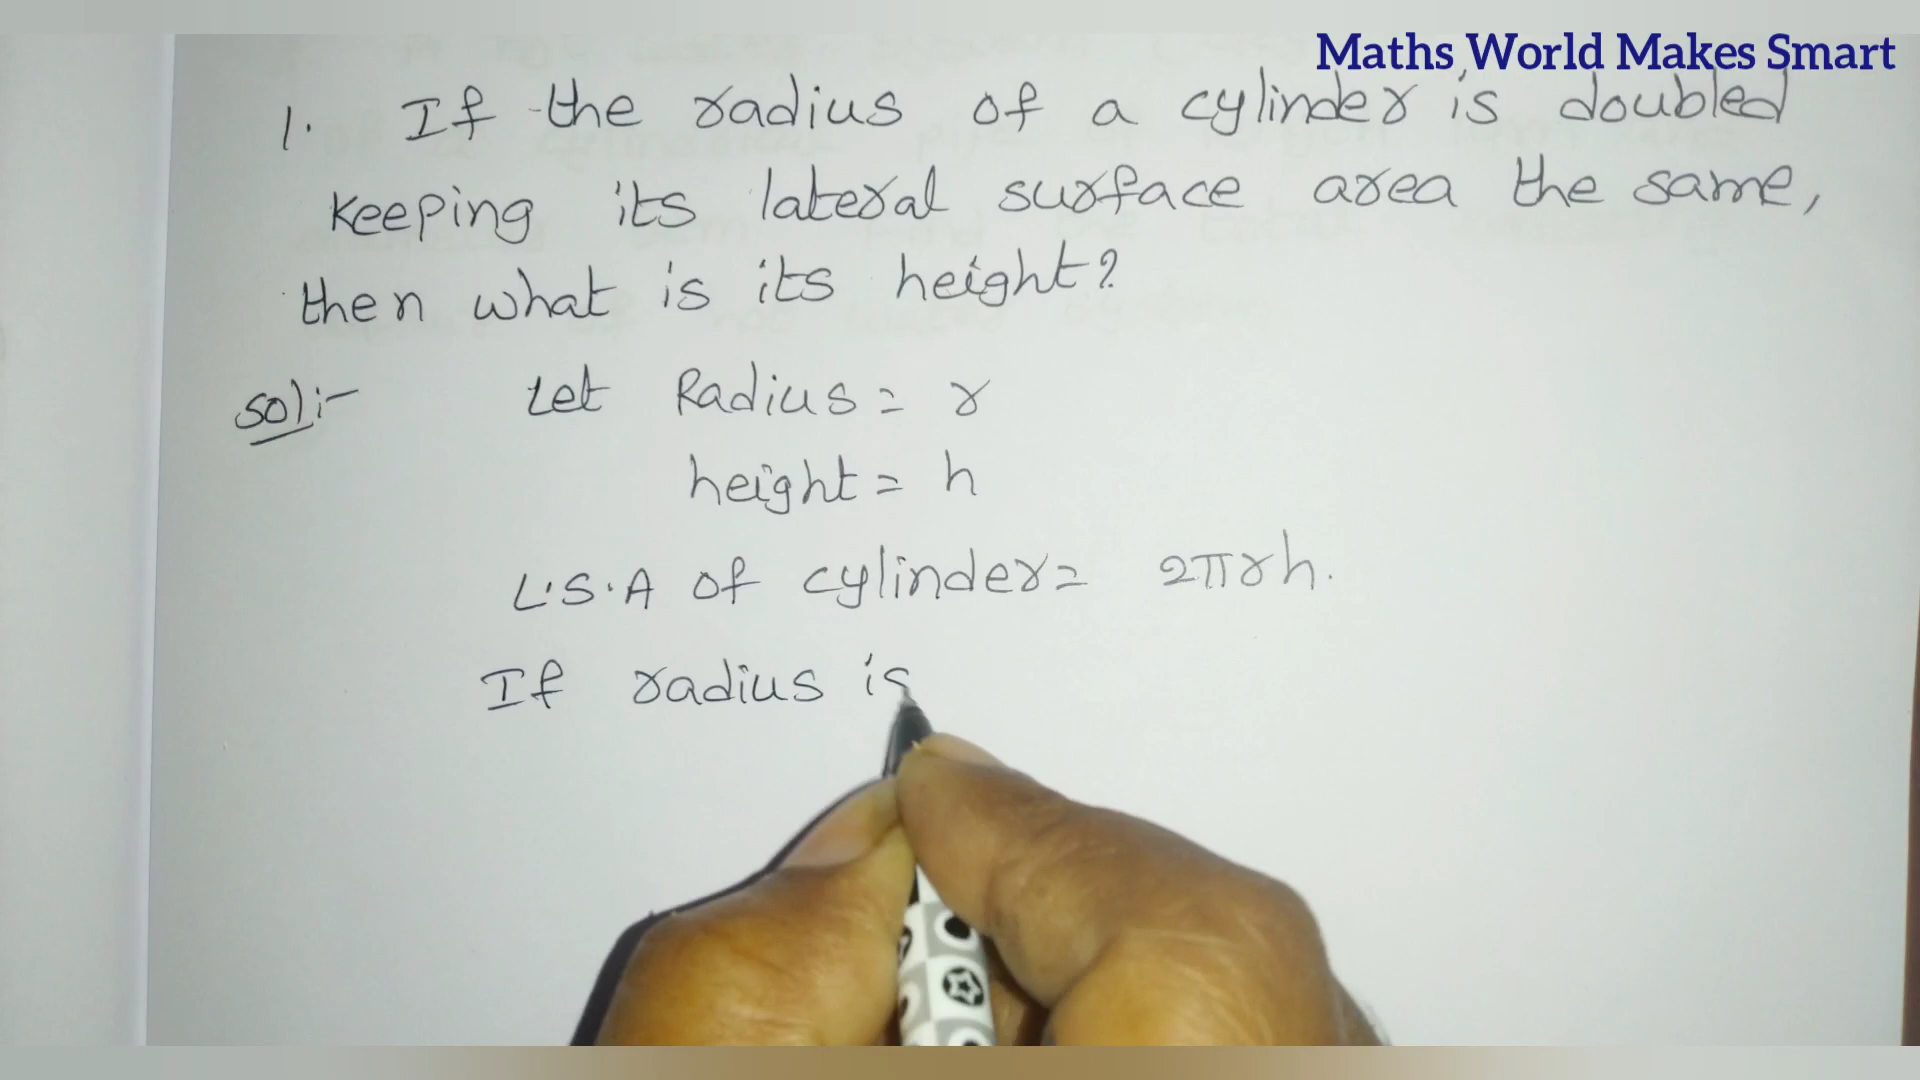 Maths World Makes Smart
1. If the radius of a cylinder is doubled
keeping its lateral surface area the same,
then what is its height?
Sol:- Let Radius = r
height = h
L.S.A of cylinder = 2πrh.
If radius is